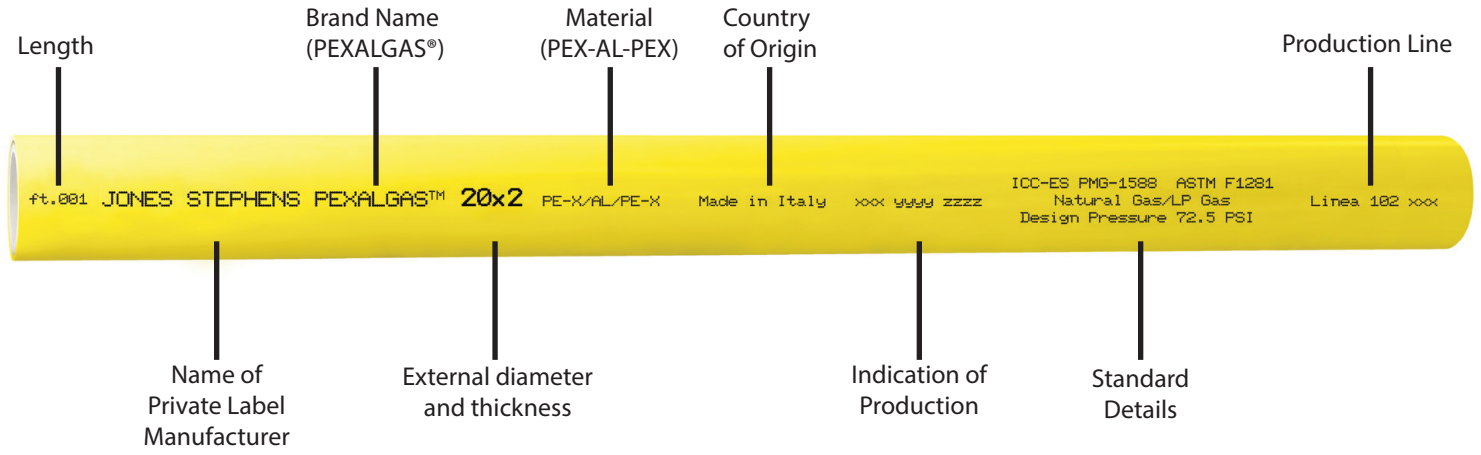 Length
Brand Name
(PEXALGAS®)
Material
(PEX-AL-PEX)
Country
of Origin
Production Line
ft.001 JONES STEPHENS PEXALGAS™ 20x2 PE-X/AL/PE-X Made in Italy xxx yyyy zzzz
ICC-ES PMG-1588 ASTM F1281
Natural Gas/LP Gas
Design Pressure 72.5 PSI
Linea 102 xxx
Name of
Private Label
Manufacturer
External diameter
and thickness
Indication of
Production
Standard
Details